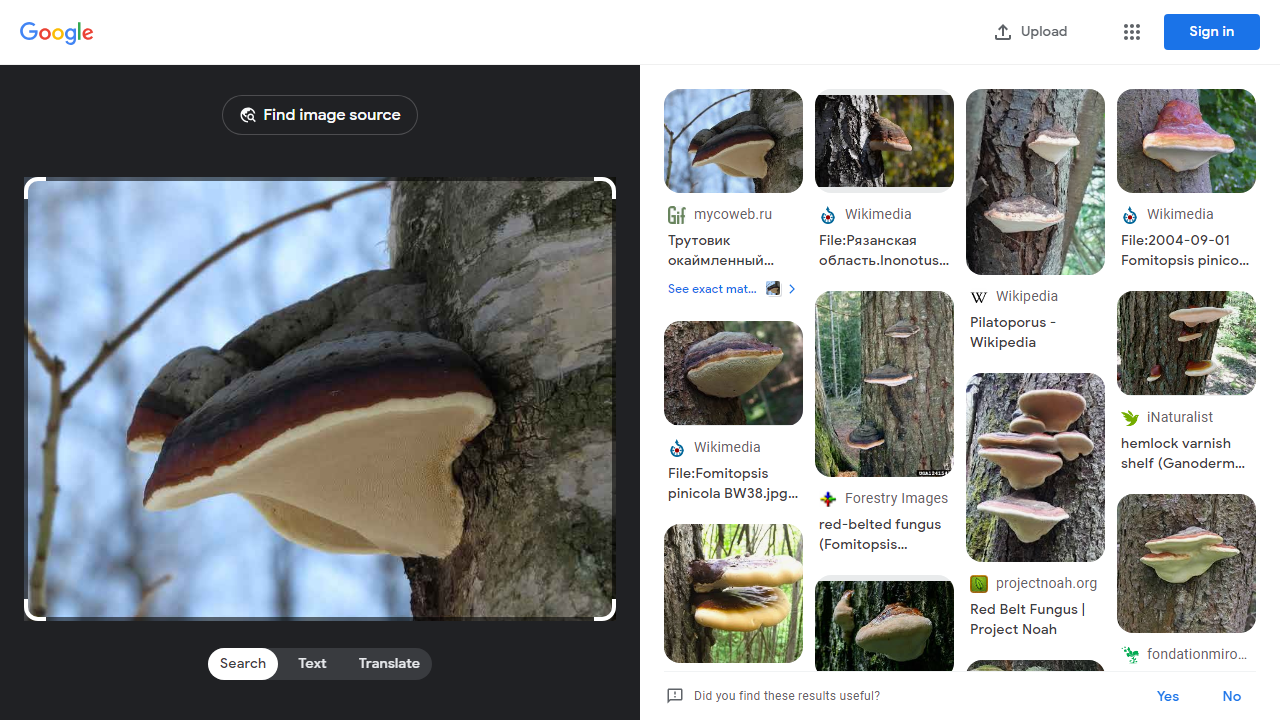 Google
Upload
Sign in
Find image source
Search
Text
Translate
mycoweb.ru
Трутовик
окаймленный...
See exact mat...
Wikimedia
File:Fomitopsis
pinicola BW38.jpg...
Wikimedia
File:Рязанская
область.Inonotus...
Forestry Images
red-belted fungus
(Fomitopsis...
Wikipedia
Pilatoporus -
Wikipedia
projectnoah.org
Red Belt Fungus |
Project Noah
Wikimedia
File:2004-09-01
Fomitopsis pinico...
iNaturalist
hemlock varnish
shelf (Ganoderm...
fondationmiro...
Did you find these results useful?
Yes
No